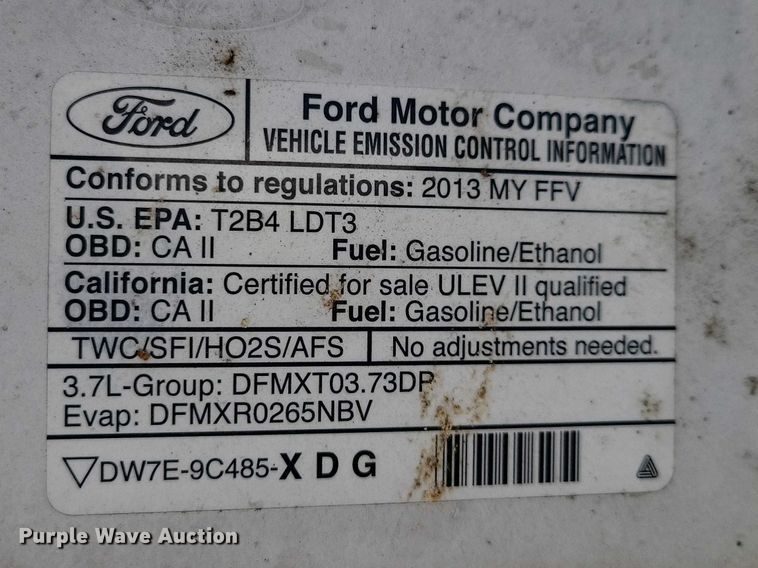 Ford
Ford Motor Company
VEHICLE EMISSION CONTROL INFORMATION
Conforms to regulations: 2013 MY FFV
U.S. EPA: T2B4 LDT3
OBD: CA II Fuel: Gasoline/Ethanol
California: Certified for sale ULEV II qualified
OBD: CA II Fuel: Gasoline/Ethanol
TWC/SFI/HO2S/AFS No adjustments needed.
3.7L-Group:
Evap: DFMXR0265NBV
DW7E-9C485-X D G
Purple Wave Auction